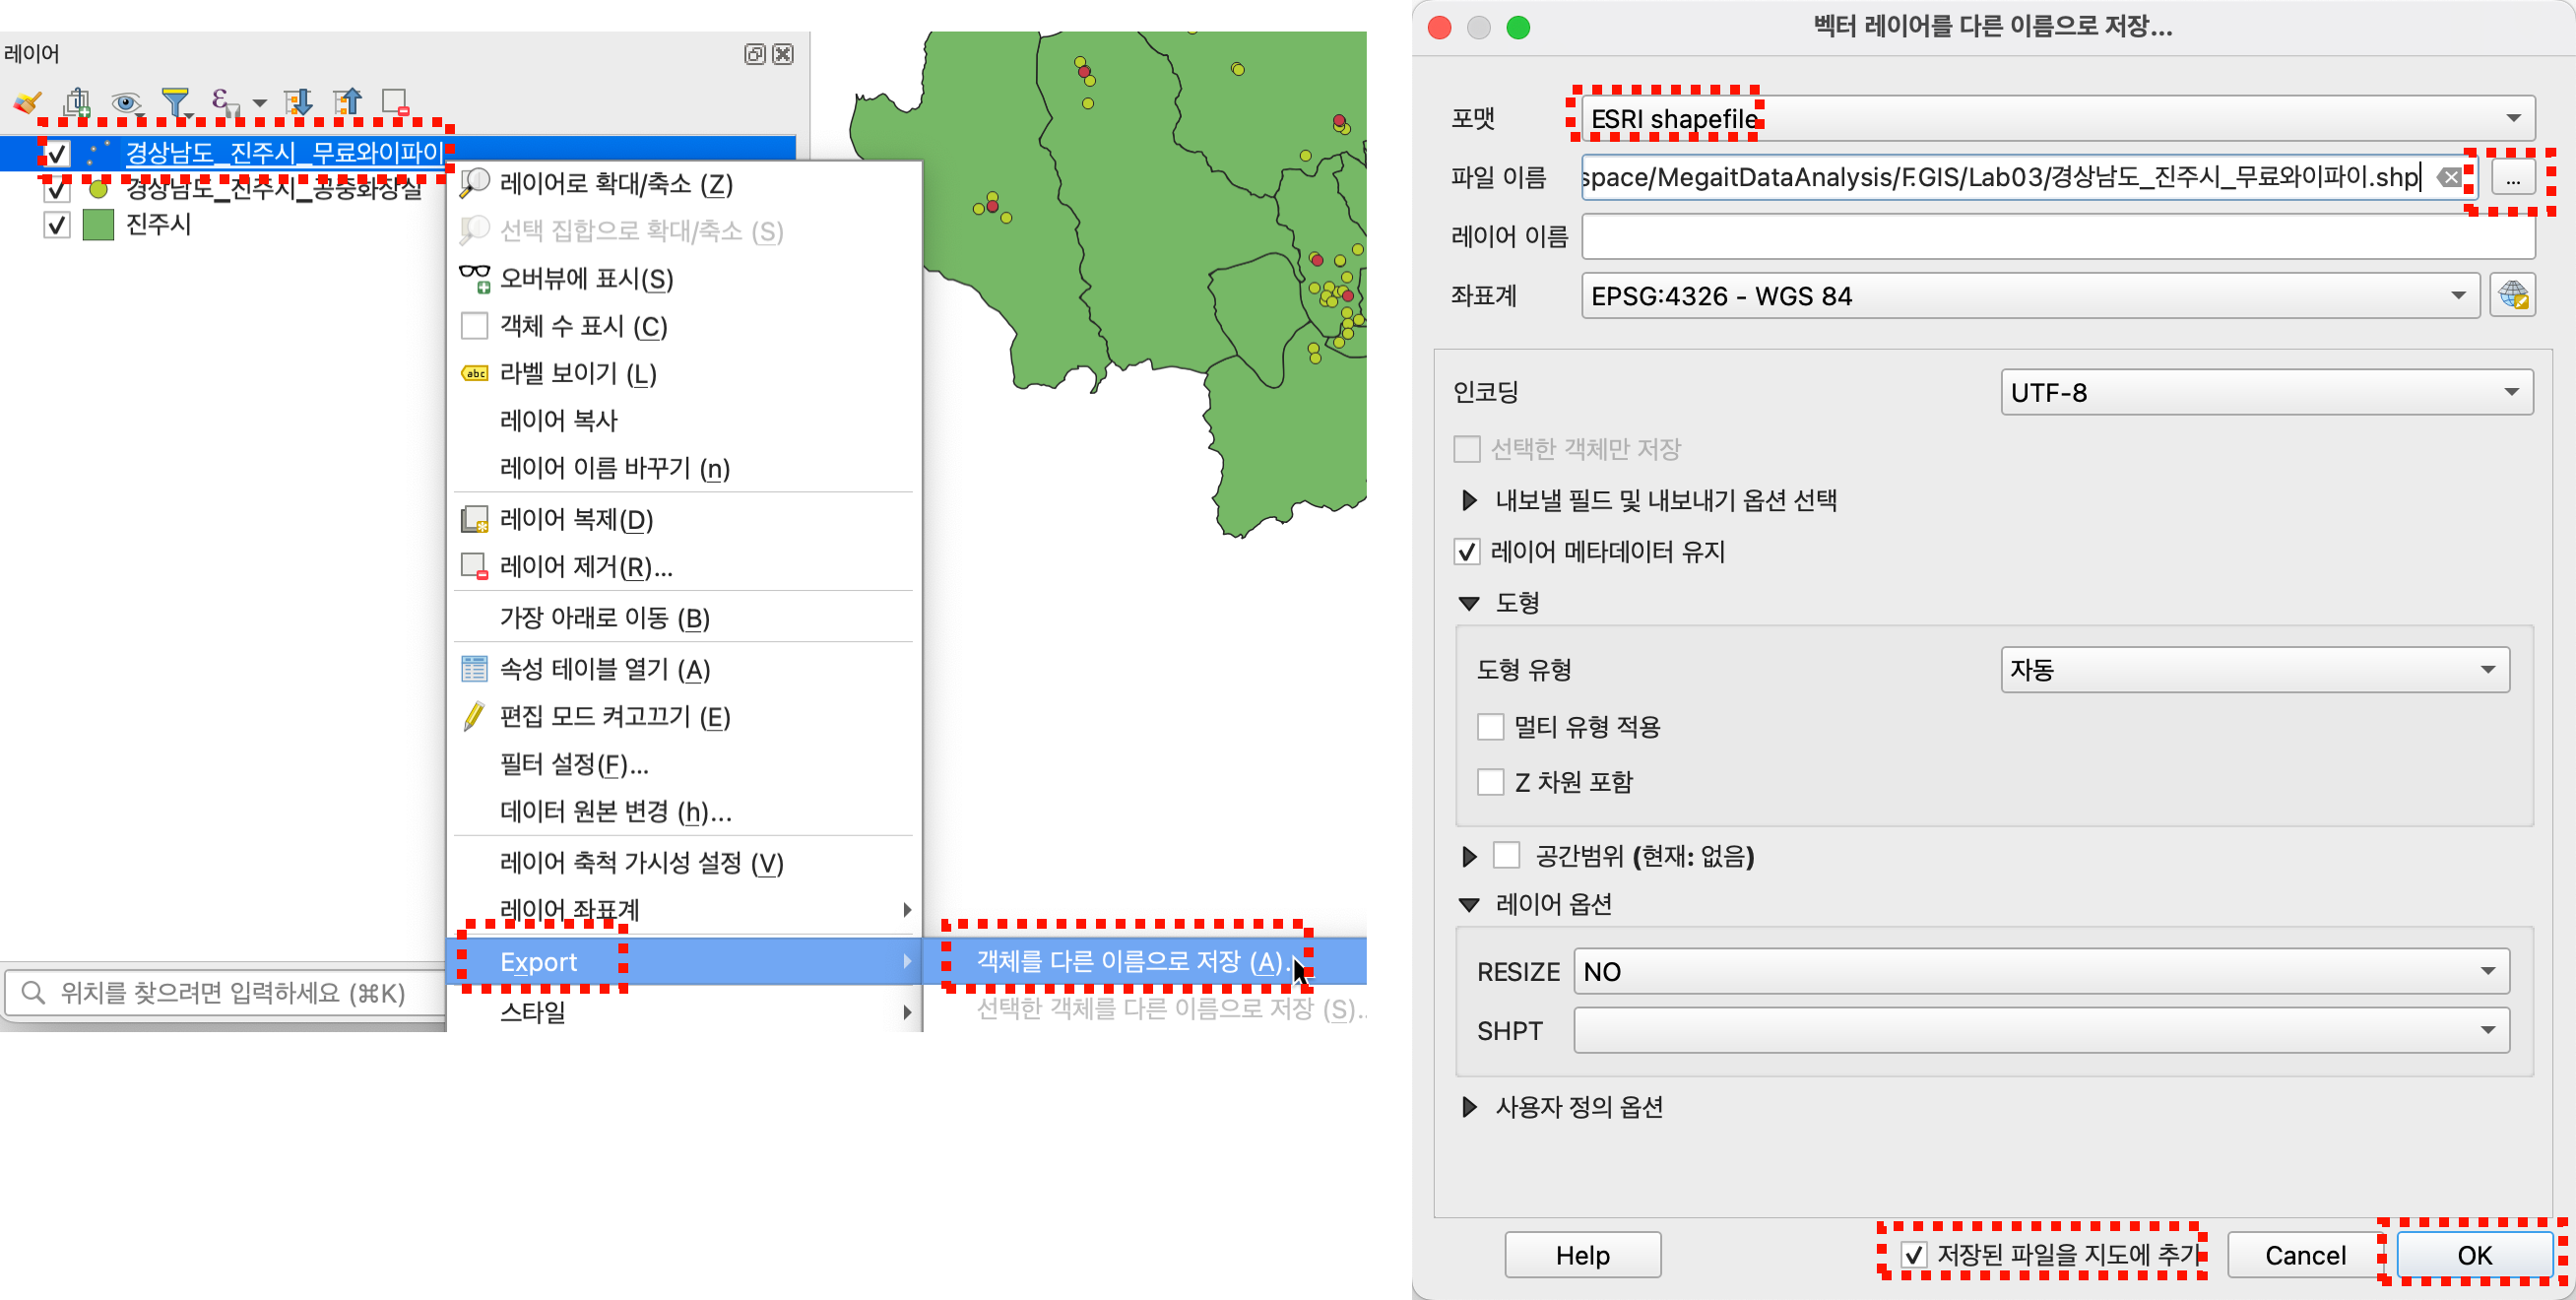 레이어
경상남도_진주시_무료와이파이
경상남도_진주시_공중화장실
진주시
레이어로 확대/축소 (Z)
선택 집합으로 확대/축소 (S)
오버뷰에 표시(S)
객체 수 표시 (C)
abc 라벨 보이기 (L)
레이어 복사
레이어 이름 바꾸기 (n)
레이어 복제(D)
레이어 제거(R)...
가장 아래로 이동 (B)
속성 테이블 열기 (A)
편집 모드 켜고끄기 (E)
필터 설정(F)...
데이터 원본 변경 (h)...
레이어 축척 가시성 설정 (V)
레이어 좌표계
Export
스타일
객체를 다른 이름으로 저장 (A)...
선택한 객체를 다른 이름으로 저장 (S)...
위치를 찾으려면 입력하세요 (⌘K)
벡터 레이어를 다른 이름으로 저장...
포맷 ESRI shapefile
파일 이름 space/MegaitDataAnalysis/F.GIS/Lab03/경상남도_진주시_무료와이파이.shp ...
레이어 이름
좌표계 EPSG:4326 - WGS 84
인코딩 UTF-8
선택한 객체만 저장
내보낼 필드 및 내보내기 옵션 선택
레이어 메타데이터 유지
도형
도형 유형 자동
멀티 유형 적용
Z 차원 포함
공간범위 (현재: 없음)
레이어 옵션
RESIZE NO
SHPT
사용자 정의 옵션
Help 저장된 파일을 지도에 추가 Cancel OK